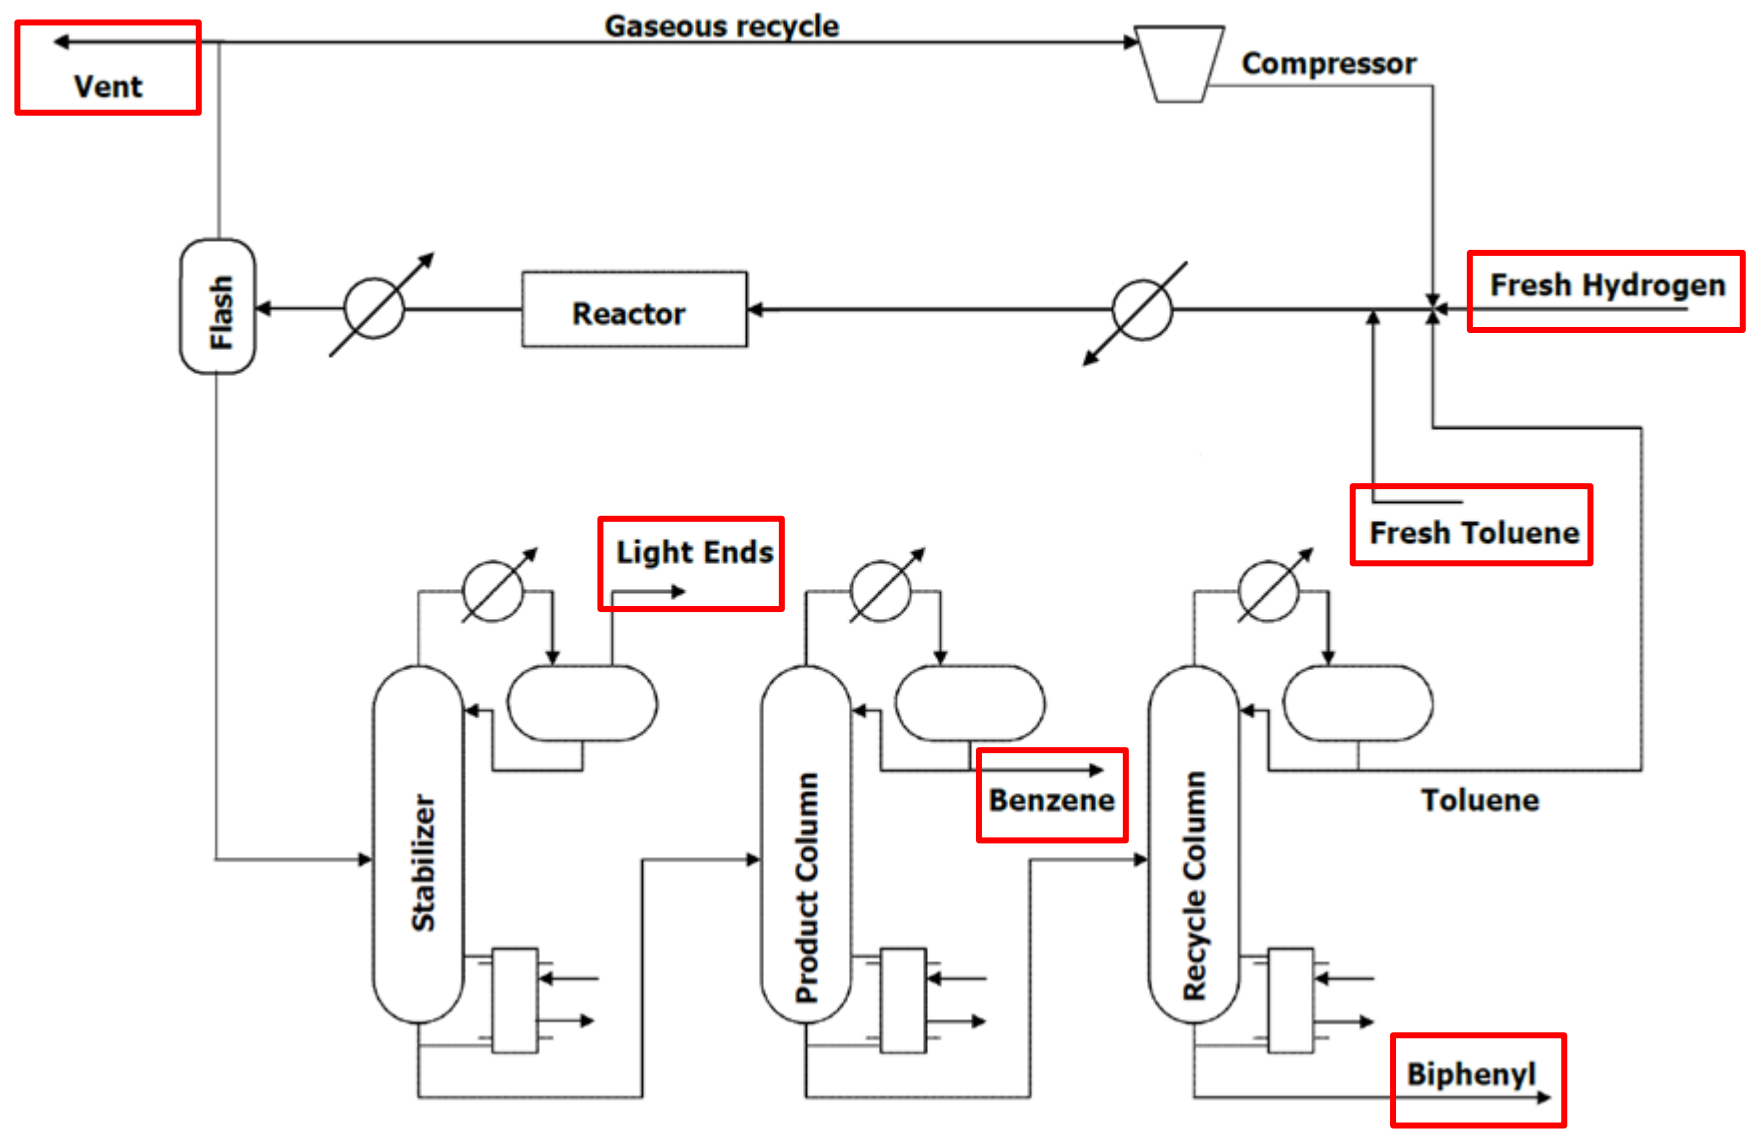 Gaseous recycle
Vent
Compressor
Fresh Hydrogen
Flash
Reactor
Fresh Toluene
Light Ends
Benzene
Toluene
Stabilizer
Product Column
Recycle Column
Biphenyl